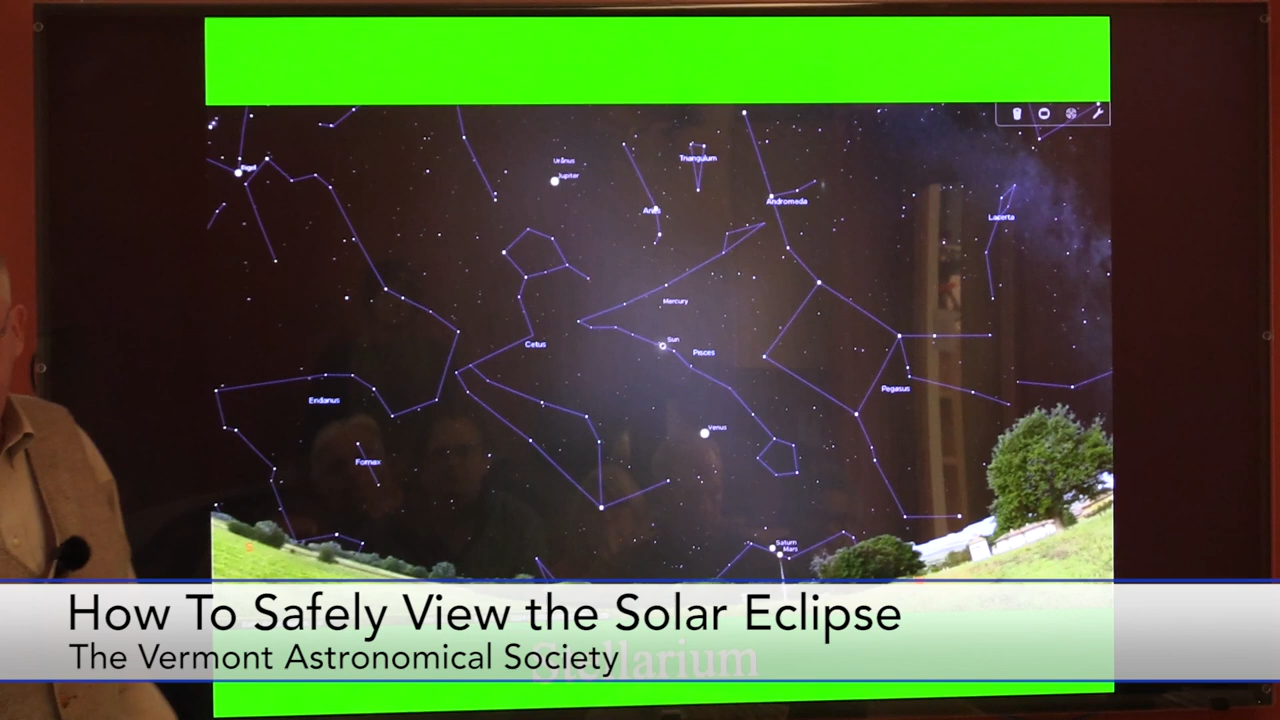 Uranus
Jupiter
Triangulum
Rigel
Aries
Andromeda
Lacerta
Mercury
Sun
Cetus
Pisces
Eridanus
Pegasus
Venus
Fornax
Saturn
Mars
How To Safely View the Solar Eclipse
The Vermont Astronomical Society
Stellarium